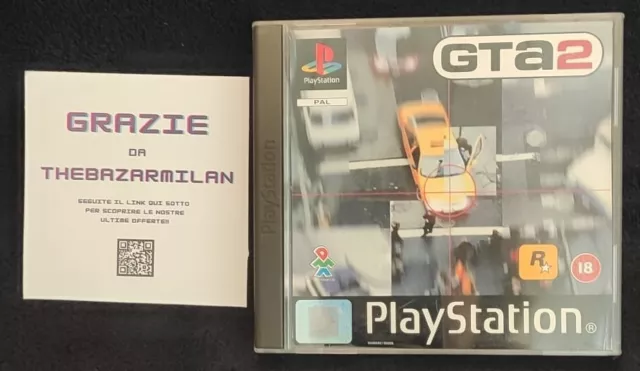 GRAZIE
DA
THEBAZARMILAN
SEGUITE IL LINK QUI SOTTO
PER SCOPRIRE LE NOSTRE
ULTIME OFFERTE!!
PlayStation
PlayStation
PAL
GTA2
R
18
PlayStation®